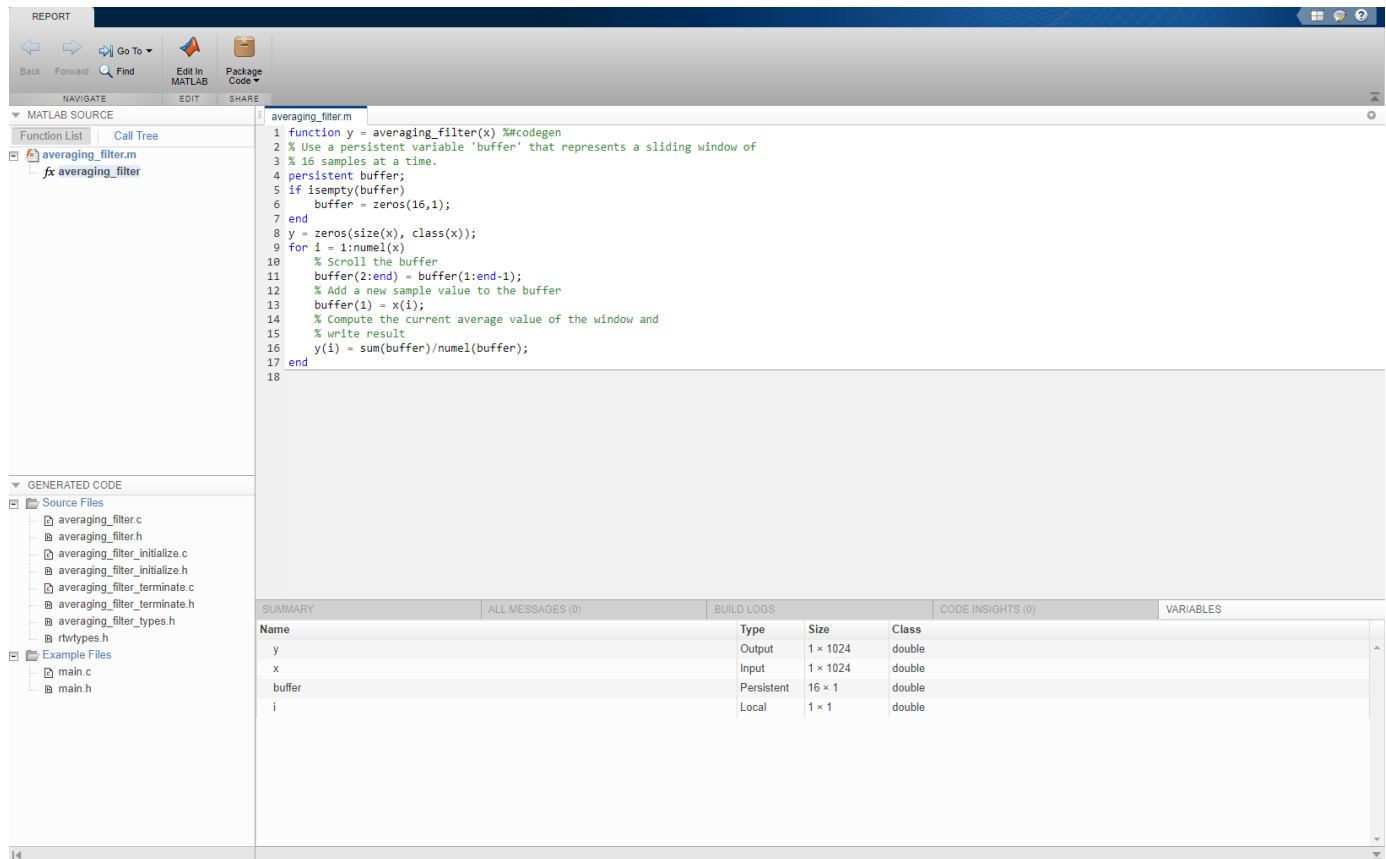 REPORT
Back
Forward
Go To
Find
Edit In
MATLAB
Package
Code
NAVIGATE
EDIT
SHARE
MATLAB SOURCE
Function List
Call Tree
averaging_filter.m
fx averaging_filter
GENERATED CODE
Source Files
averaging_filter.c
averaging_filter.h
averaging_filter_initialize.c
averaging_filter_initialize.h
averaging_filter_terminate.c
averaging_filter_terminate.h
averaging_filter_types.h
rtwtypes.h
Example Files
main.c
main.h
averaging_filter.m
1 function y = averaging_filter(x) %#codegen
2 % Use a persistent variable 'buffer' that represents a sliding window of
3 % 16 samples at a time.
4 persistent buffer;
5 if isempty(buffer)
6     buffer = zeros(16,1);
7 end
8 y = zeros(size(x), class(x));
9 for i = 1:numel(x)
10     % Scroll the buffer
11     buffer(2:end) = buffer(1:end-1);
12     % Add a new sample value to the buffer
13     buffer(1) = x(i);
14     % Compute the current average value of the window and
15     % write result
16     y(i) = sum(buffer)/numel(buffer);
17 end
18
SUMMARY ALL MESSAGES (0) BUILD LOGS CODE INSIGHTS (0) VARIABLES
Name Type Size Class
y Output 1 × 1024 double
x Input 1 × 1024 double
buffer Persistent 16 × 1 double
i Local 1 × 1 double